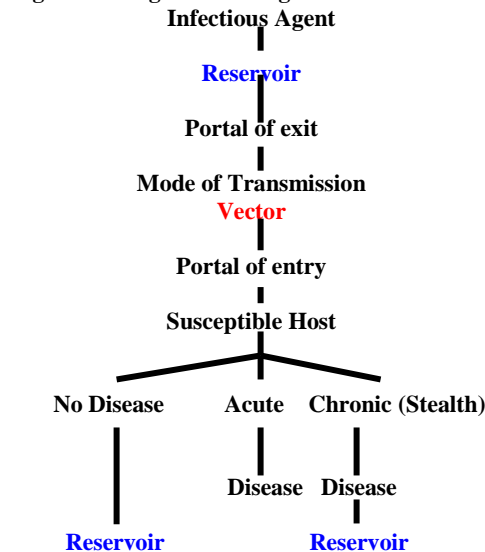 Infectious Agent
Reservoir
Portal of exit
Mode of Transmission
Vector
Portal of entry
Susceptible Host
No Disease Acute Chronic (Stealth)
Disease Disease
Reservoir Reservoir